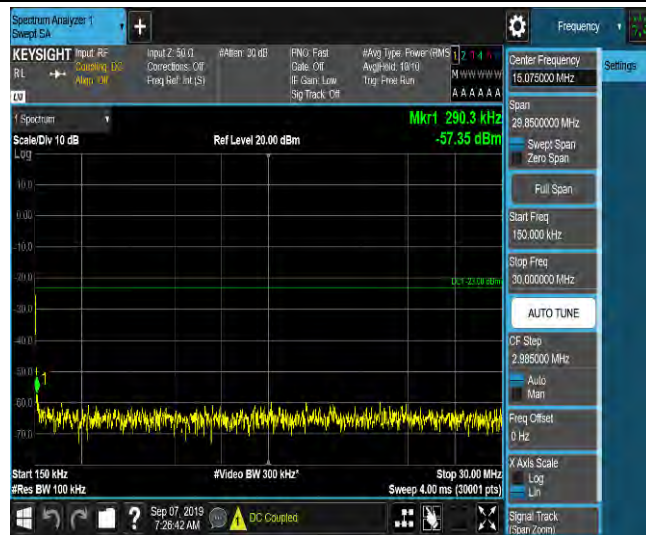 Spectrum Analyzer 1
Swept SA
Frequency
KEYSIGHT
RL
Input: RF
Coupling: DC
Align: Off
Input Z: 50 Ω
Corrections: Off
Freq Ref: Int (S)
#Atten: 30 dB
PNO: Fast
Gate: Off
IF Gain: Low
Sig Track: Off
#Avg Type: Power (RMS
Avg|Hold: 10/10
Trig: Free Run
M W W W W W
A A A A A A
LXI
Center Frequency
15.075000 MHz
Settings
1 Spectrum
Scale/Div 10 dB
Log
Ref Level 20.00 dBm
Mkr1 290.3 kHz
-57.35 dBm
Span
29.8500000 MHz
Swept Span
Zero Span
Full Span
Start Freq
150.000 kHz
Stop Freq
30.000000 MHz
AUTO TUNE
CF Step
2.985000 MHz
Auto
Man
Freq Offset
0 Hz
X Axis Scale
Log
Lin
Signal Track
(Span Zoom)
10.0
0.00
-10.0
-20.0
-30.0
-40.0
-50.0
-60.0
-70.0
DL1 -23.00 dBm
1
Start 150 kHz
#Res BW 100 kHz
#Video BW 300 kHz*
Stop 30.00 MHz
Sweep 4.00 ms (30001 pts)
Sep 07, 2019
7:26:42 AM
DC Coupled